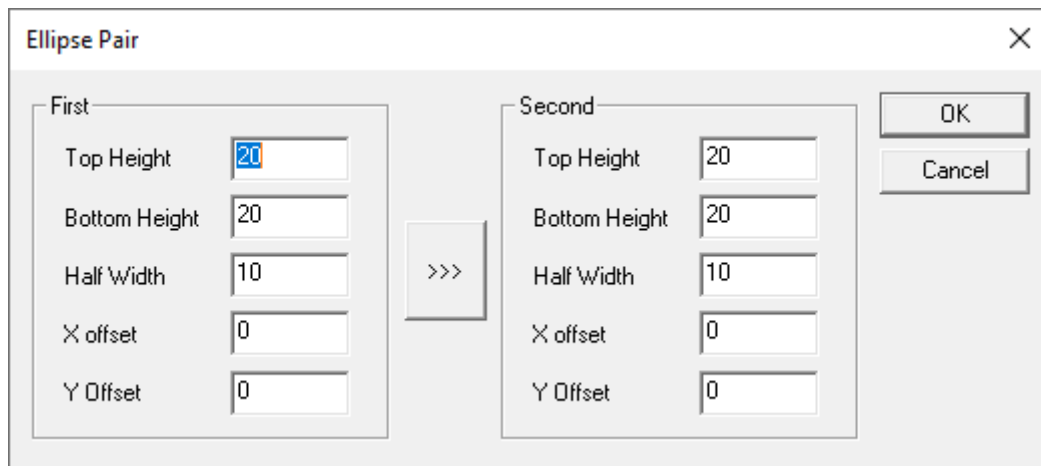 Ellipse Pair
First
Top Height 20
Bottom Height 20
Half Width 10
X offset 0
Y Offset 0
>>>
Second
Top Height 20
Bottom Height 20
Half Width 10
X offset 0
Y Offset 0
OK
Cancel